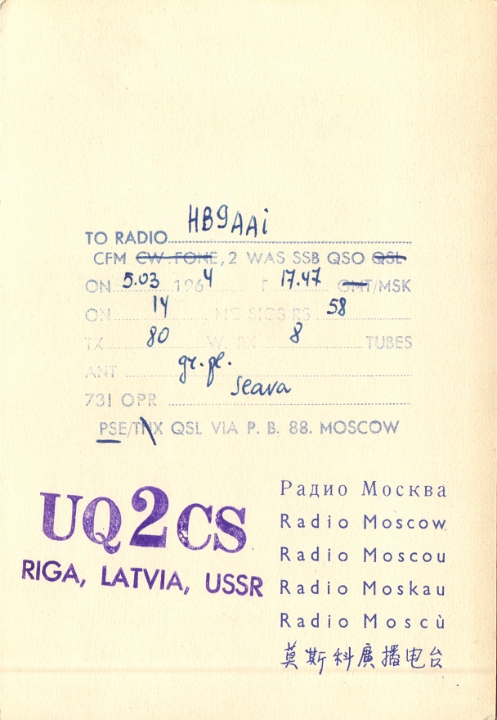 TO RADIO HB9AAi
CFM CW.FONE, 2 WAS SSB QSO QSL
ON 5.03 1964 T 17.47 GMT/MSK
ON 14 MC SIGS RS 58
TX 80 W. RX 8 TUBES
ANT gr.pl.
731 OPR Slava
PSE/TNX QSL VIA P. B. 88. MOSCOW
UQ2CS
RIGA, LATVIA, USSR
Радио Москва
Radio Moscow
Radio Moscou
Radio Moskau
Radio Moscù
莫斯科廣播电台